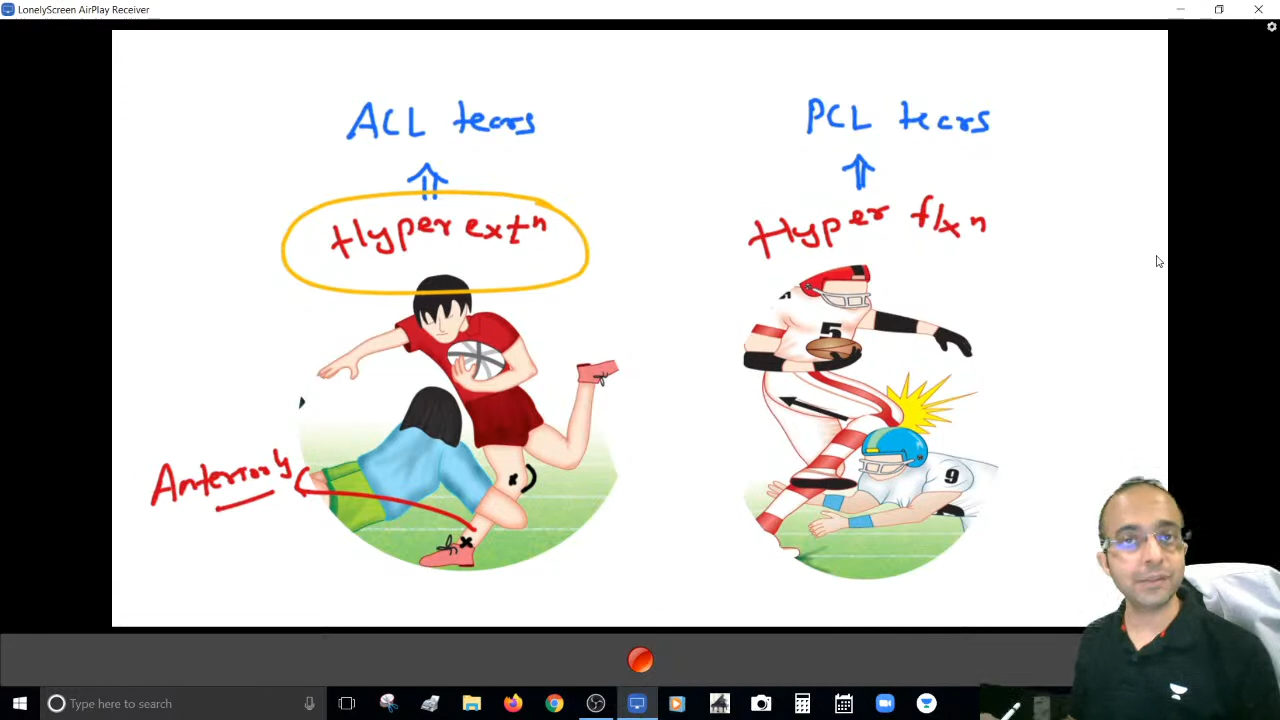 LonelyScreen AirPlay Receiver
ACL tears
PCL tears
Hyper extn
Hyper flxn
5
9
Anteriorly
Type here to search